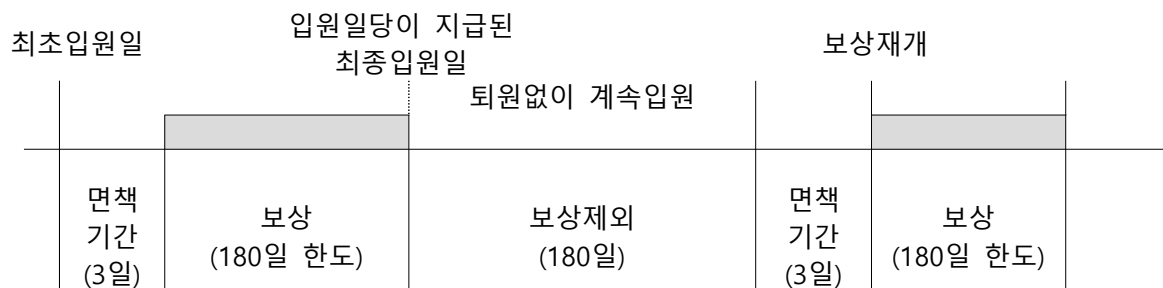 최초입원일
입원일당이 지급된
최종입원일
보상재개
퇴원없이 계속입원
면책
기간
(3일)
보상
(180일 한도)
보상제외
(180일)
면책
기간
(3일)
보상
(180일 한도)